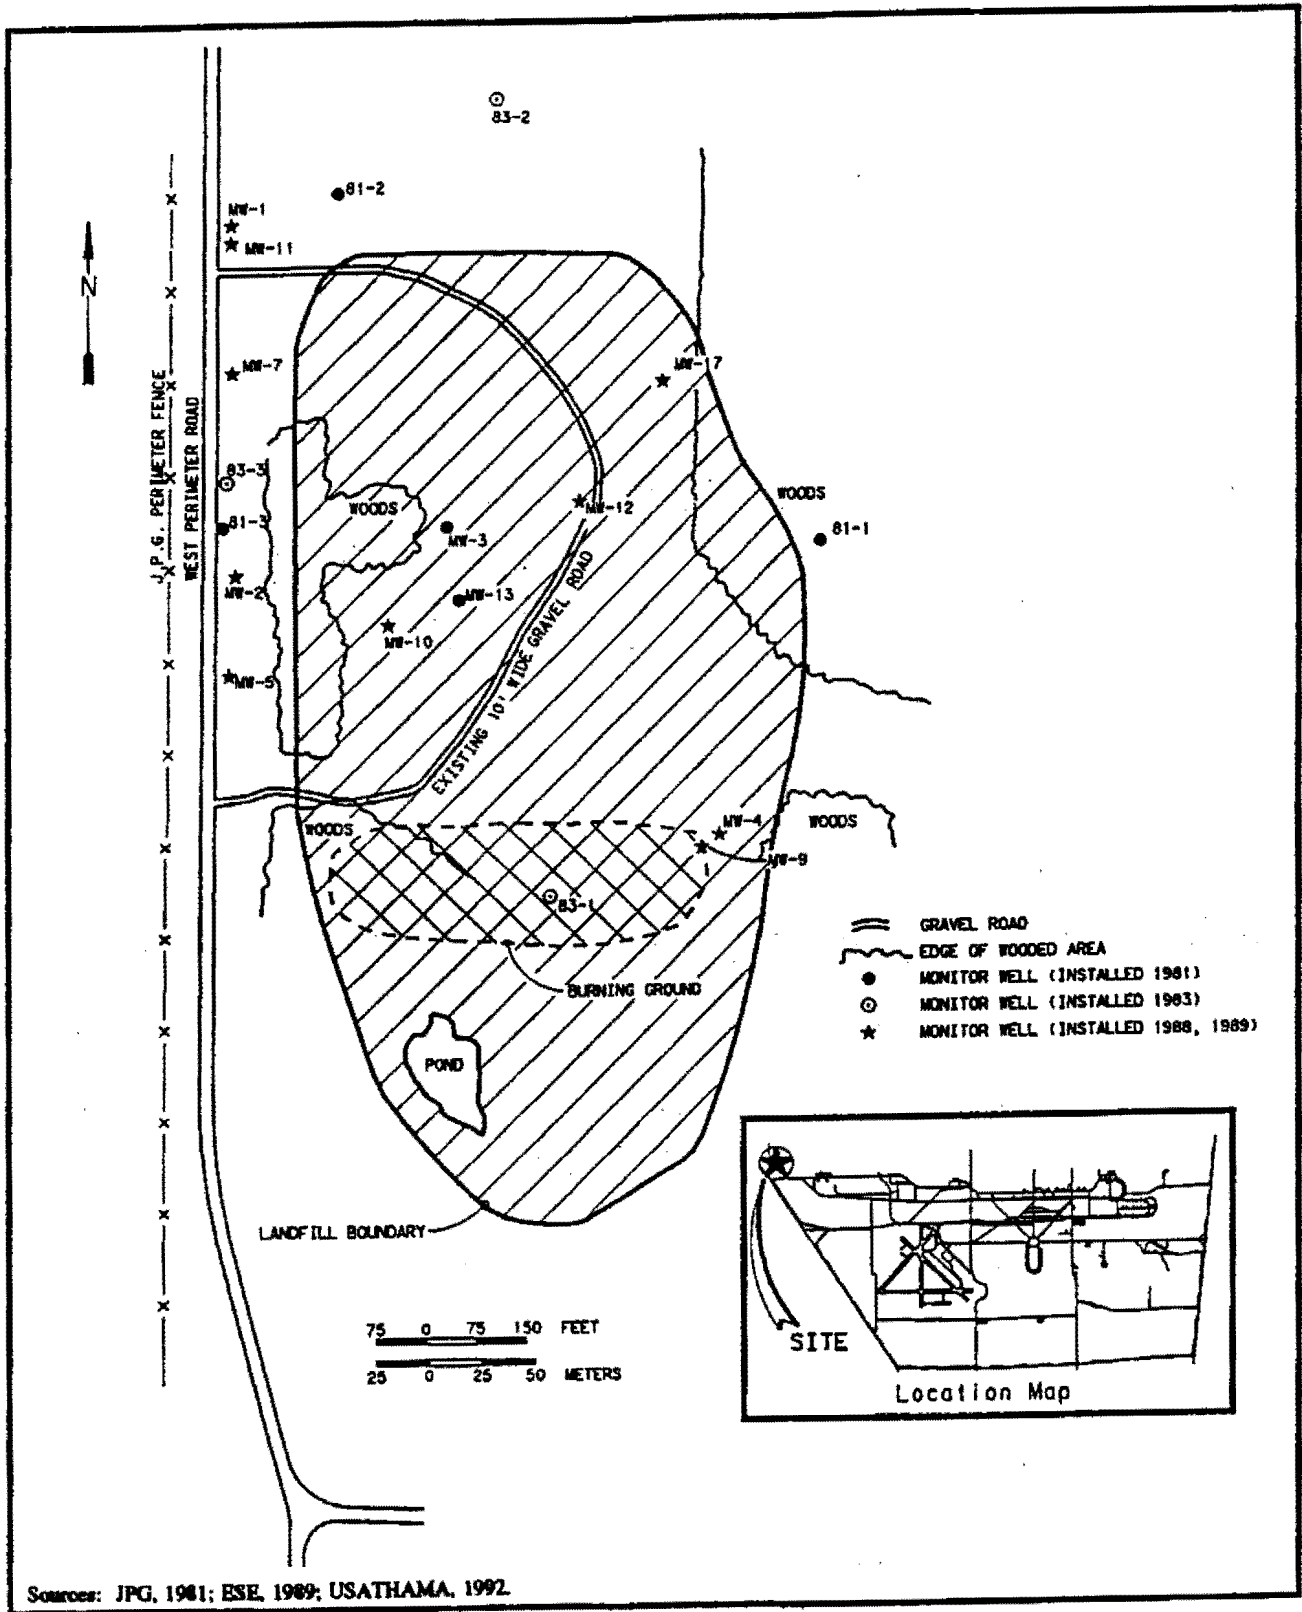 83-2
81-2
MW-1
MW-11
N
MW-7
MW-17
J.P.G. PERIMETER FENCE
WEST PERIMETER ROAD
83-3
WOODS
WOODS
MW-12
81-3
MW-3
81-1
MW-2
MW-13
MW-10
EXISTING 10' WIDE GRAVEL ROAD
MW-5
WOODS
MW-4
WOODS
MW-9
83-1
BURNING GROUND
GRAVEL ROAD
EDGE OF WOODED AREA
MONITOR WELL (INSTALLED 1981)
MONITOR WELL (INSTALLED 1983)
MONITOR WELL (INSTALLED 1988, 1989)
POND
LANDFILL BOUNDARY
75 0 75 150 FEET
25 0 25 50 METERS
SITE
Location Map
Sources: JPG, 1981; ESE, 1989; USATHAMA, 1992.